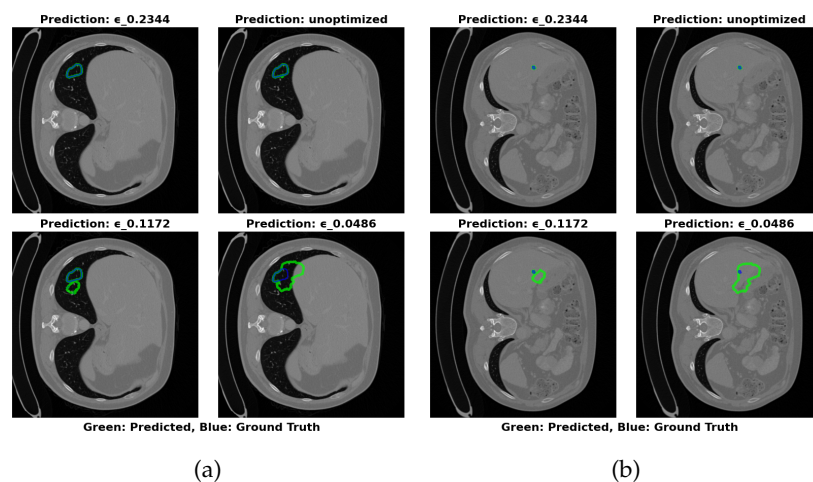 Prediction: ϵ_0.2344 Prediction: unoptimized Prediction: ϵ_0.2344 Prediction: unoptimized
Prediction: ϵ_0.1172 Prediction: ϵ_0.0486 Prediction: ϵ_0.1172 Prediction: ϵ_0.0486
Green: Predicted, Blue: Ground Truth Green: Predicted, Blue: Ground Truth
(a) (b)